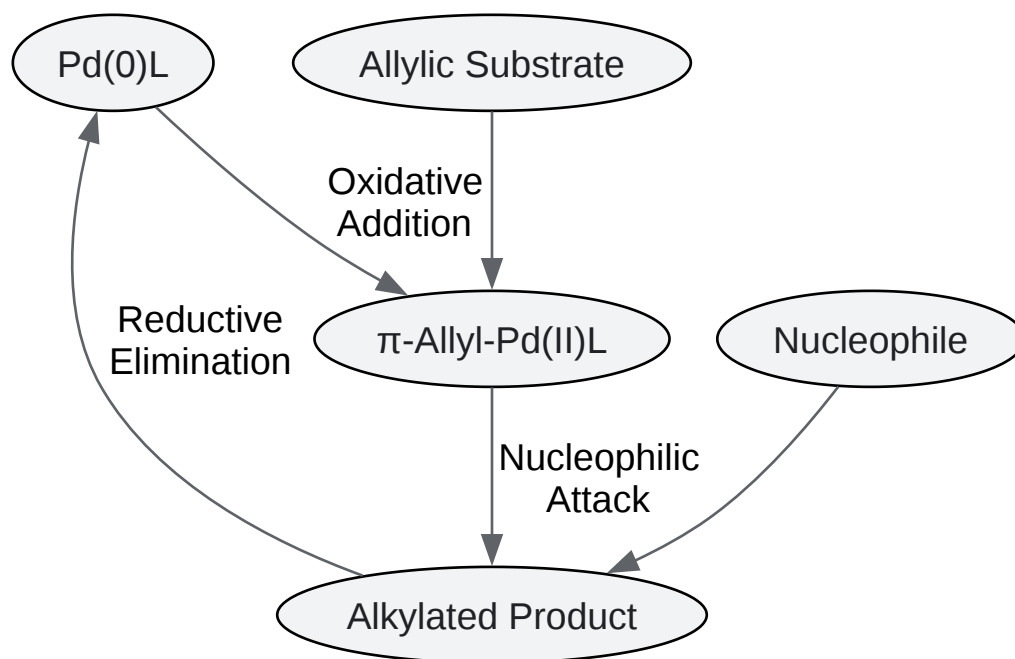 Pd(0)L
Allylic Substrate
Oxidative
Addition
Reductive
Elimination
π-Allyl-Pd(II)L
Nucleophile
Nucleophilic
Attack
Alkylated Product